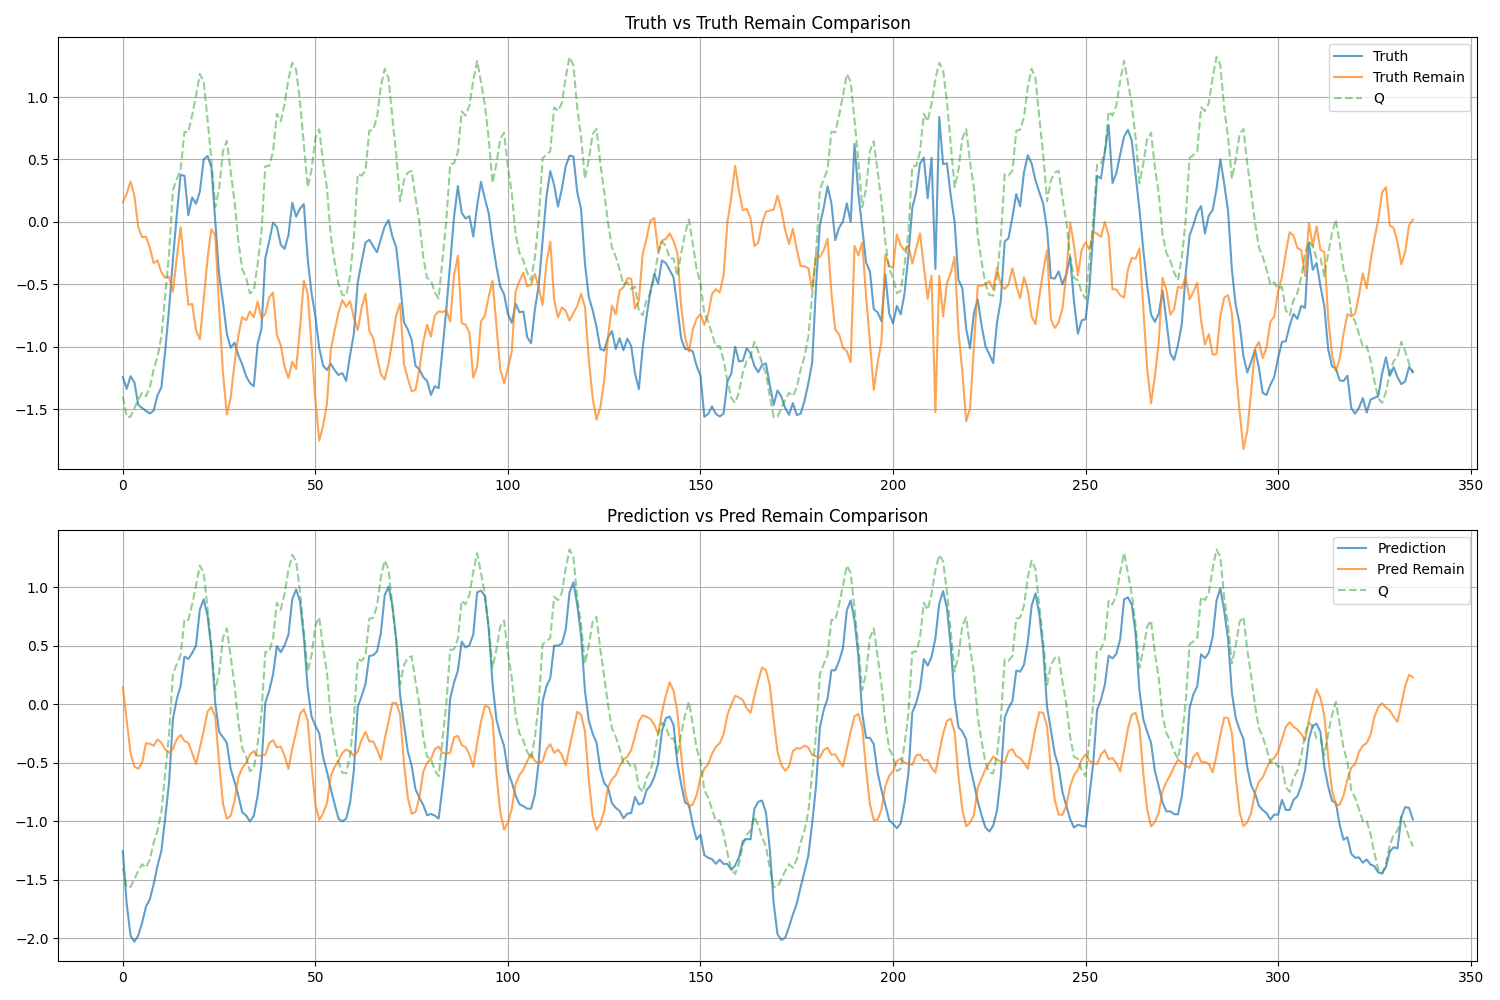 Truth vs Truth Remain Comparison
Truth
Truth Remain
Q
1.0
0.5
0.0
−0.5
−1.0
−1.5
0 50 100 150 200 250 300 350
Prediction vs Pred Remain Comparison
Prediction
Pred Remain
Q
1.0
0.5
0.0
−0.5
−1.0
−1.5
−2.0
0 50 100 150 200 250 300 350